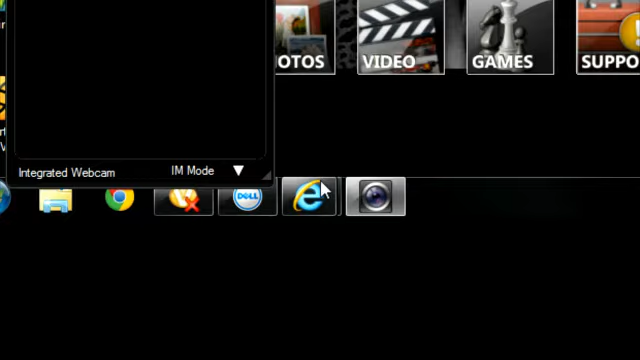 OTOS
VIDEO
GAMES
SUPPO
Integrated Webcam
IM Mode
DELL